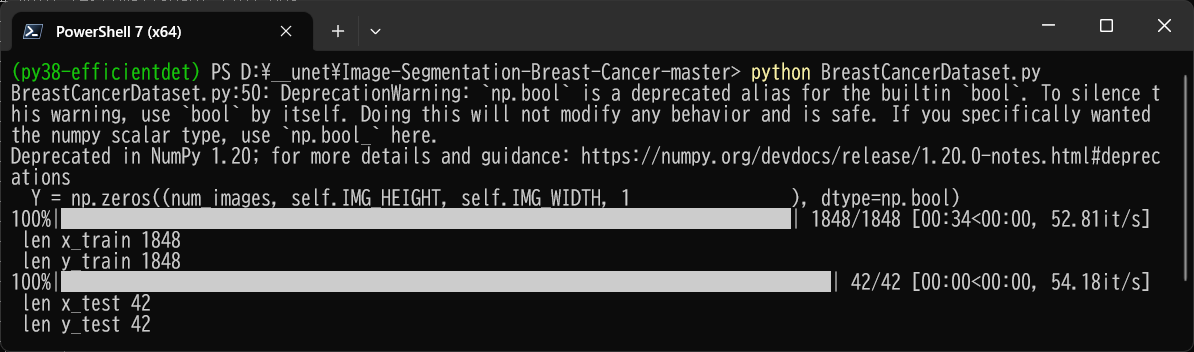 PowerShell 7 (x64)
(py38-efficientdet) PS D:¥__unet¥Image-Segmentation-Breast-Cancer-master> python BreastCancerDataset.py
BreastCancerDataset.py:50: DeprecationWarning: `np.bool` is a deprecated alias for the builtin `bool`. To silence t
his warning, use `bool` by itself. Doing this will not modify any behavior and is safe. If you specifically wanted
the numpy scalar type, use `np.bool_` here.
Deprecated in NumPy 1.20; for more details and guidance: https://numpy.org/devdocs/release/1.20.0-notes.html#deprec
ations
  Y = np.zeros((num_images, self.IMG_HEIGHT, self.IMG_WIDTH, 1                ), dtype=np.bool)
100%|| 1848/1848 [00:34<00:00, 52.81it/s]
 len x_train 1848
 len y_train 1848
100%|| 42/42 [00:00<00:00, 54.18it/s]
 len x_test 42
 len y_test 42